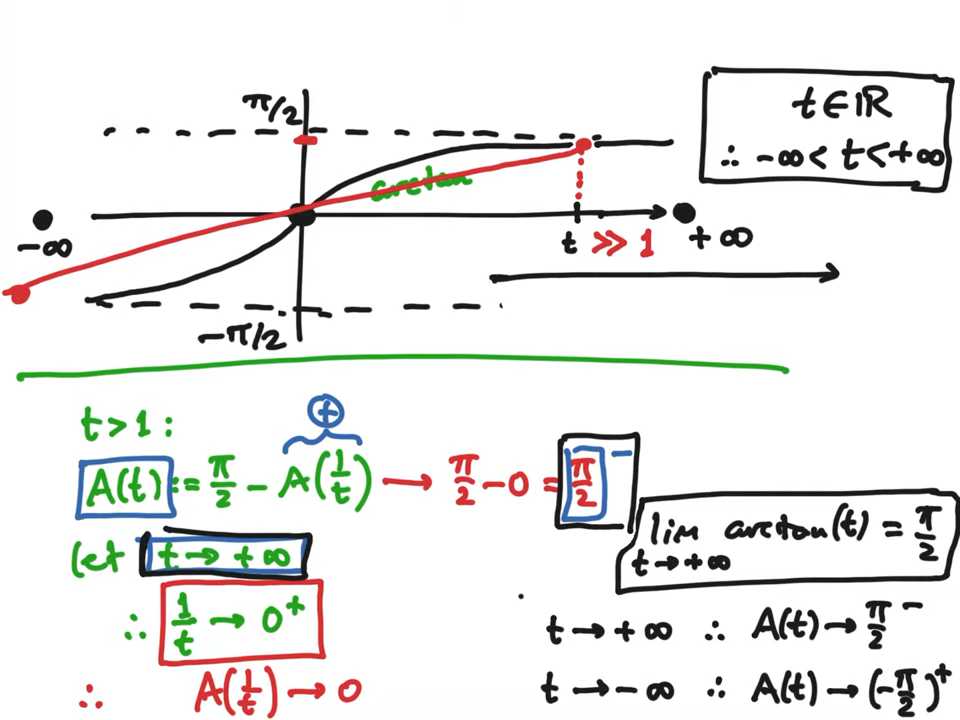 π/2
t ∈ ℝ
∴ -∞ < t < +∞
arctan
-∞
t >> 1
+∞
-π/2
t > 1 :
+
A(t) := π/2 - A(1/t) → π/2 - 0 = π/2 ⁻
let t → +∞
∴ 1/t → 0⁺
∴ A(1/t) → 0
lim arctan(t) = π/2
t → +∞
t → +∞ ∴ A(t) → π/2 ⁻
t → -∞ ∴ A(t) → (-π/2)⁺